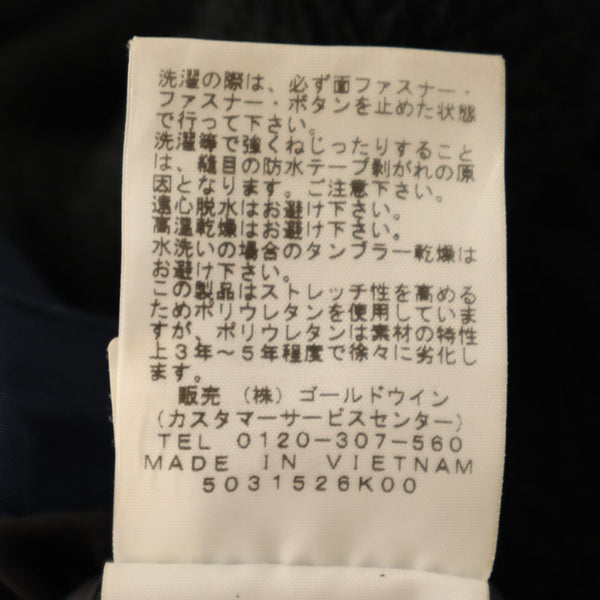 洗濯の際は、必ず面ファスナー・
ファスナー・ボタンを止めた状態
で行って下さい。
洗濯等で強くねじったりすること
は、縫目の防水テープ剥がれの原
因となります。ご注意下さい。
遠心脱水はお避け下さい。
高温乾燥はお避け下さい。
水洗いの場合のタンブラー乾燥は
お避け下さい。
この製品はストレッチ性を高める
ためポリウレタンを使用していま
すが、ポリウレタンは素材の特性
上3年～5年程度で徐々に劣化し
ます。
販売 (株) ゴールドウイン
(カスタマーサービスセンター)
TEL 0120-307-560
MADE IN VIETNAM
5031526K00